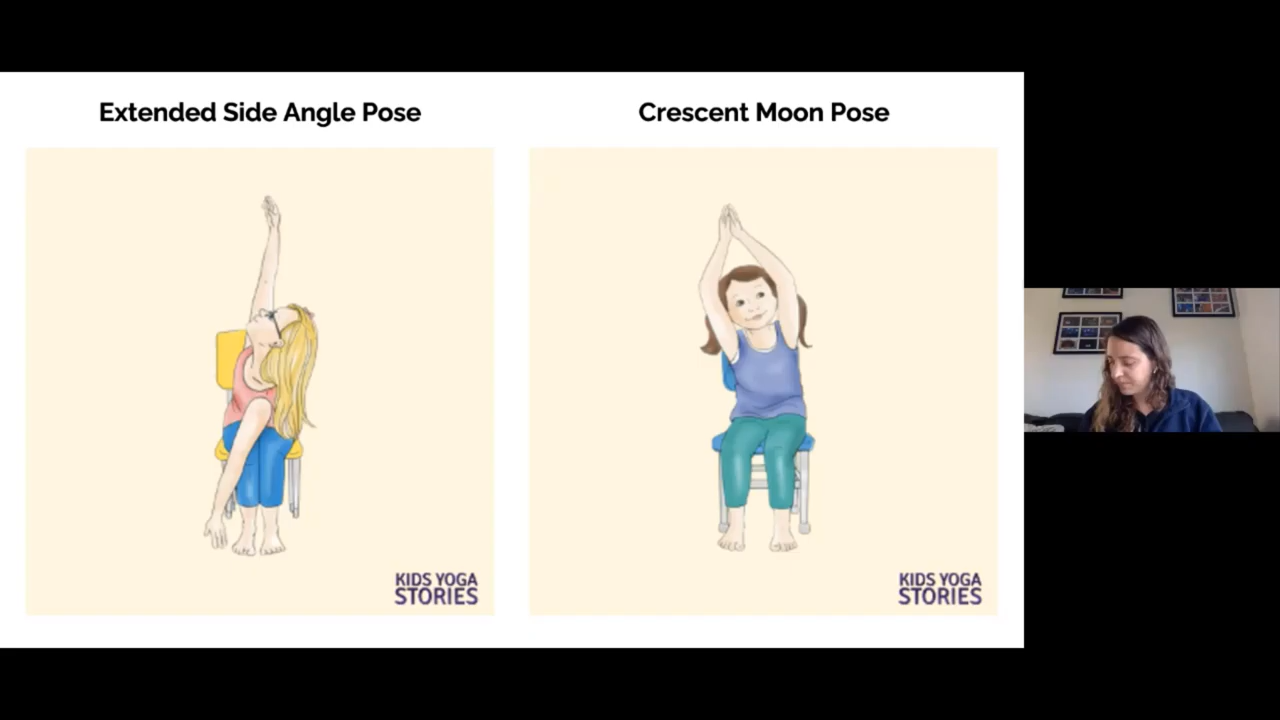 Extended Side Angle Pose
Crescent Moon Pose
KIDS YOGA
STORIES
KIDS YOGA
STORIES